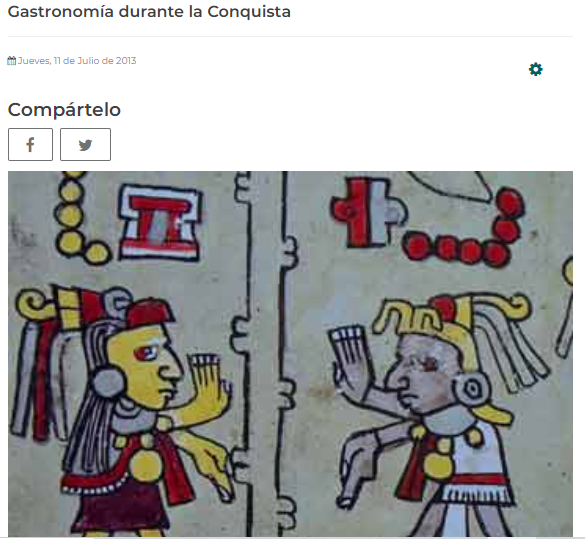 Gastronomía durante la Conquista
Jueves, 11 de Julio de 2013
Compártelo